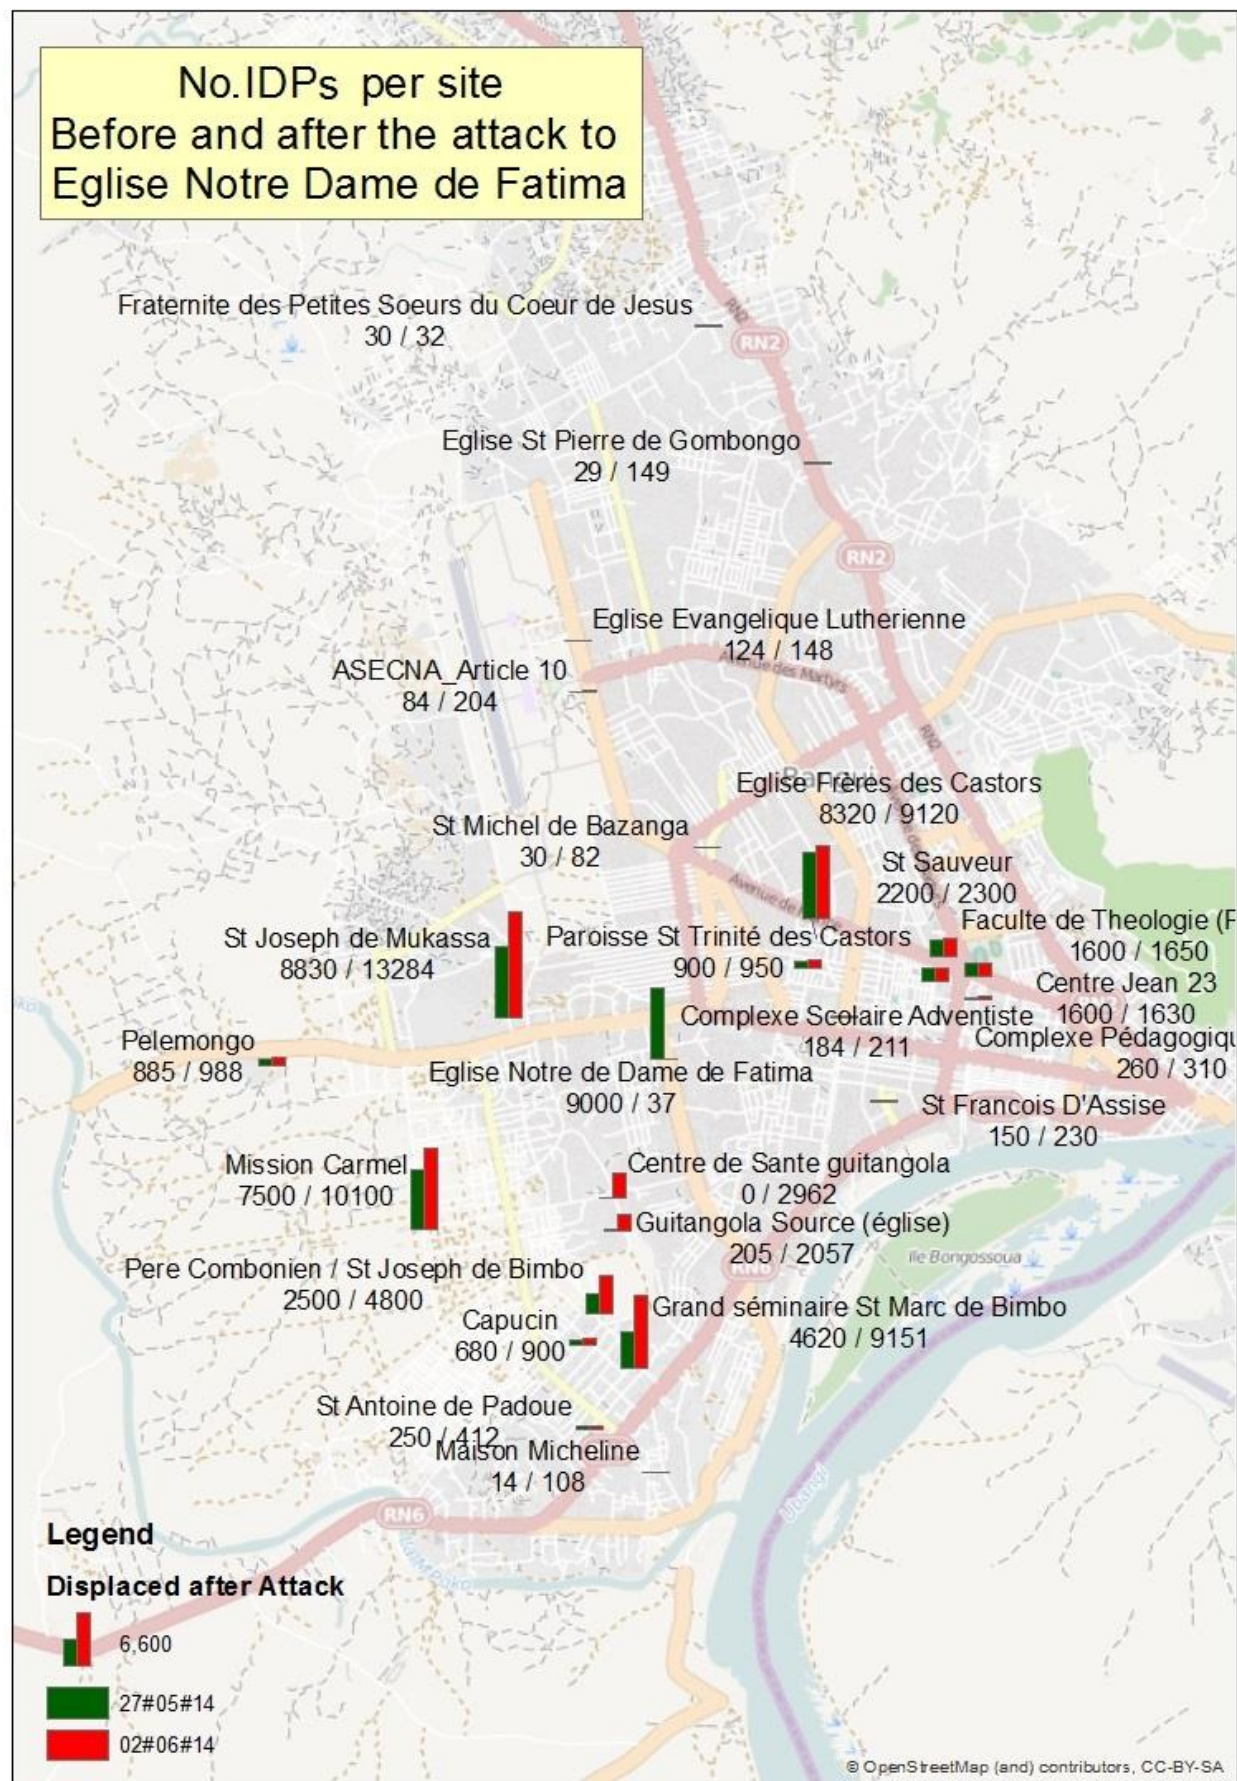 No.IDPs per site
Before and after the attack to
Eglise Notre Dame de Fatima
Fraternite des Petites Soeurs du Coeur de Jesus
30 / 32
RN2
RN2
Eglise St Pierre de Gombongo
29 / 149
RN2
Eglise Evangelique Lutherienne
124 / 148
Avenue des Martyrs
ASECNA_Article 10
84 / 204
RN2
Eglise Frères des Castors
8320 / 9120
St Michel de Bazanga
30 / 82
St Sauveur
2200 / 2300
Avenue de
Faculte de Theologie (F
1600 / 1650
St Joseph de Mukassa
8830 / 13284
Paroisse St Trinité des Castors
900 / 950
Centre Jean 23
1600 / 1630
Complexe Scolaire Adventiste
184 / 211
Complexe Pédagogiqu
260 / 310
Pelemongo
885 / 988
Eglise Notre de Dame de Fatima
9000 / 37
St Francois D'Assise
150 / 230
Mission Carmel
7500 / 10100
Centre de Sante guitangola
0 / 2962
Guitangola Source (église)
205 / 2057
Ile Bongossoua
RN6
Pere Combonien / St Joseph de Bimbo
2500 / 4800
Grand séminaire St Marc de Bimbo
4620 / 9151
Capucin
680 / 900
St Antoine de Padoue
250 / 412
Maison Micheline
14 / 108
RN6
Legend
Displaced after Attack
6,600
27#05#14
02#06#14
© OpenStreetMap (and) contributors, CC-BY-SA